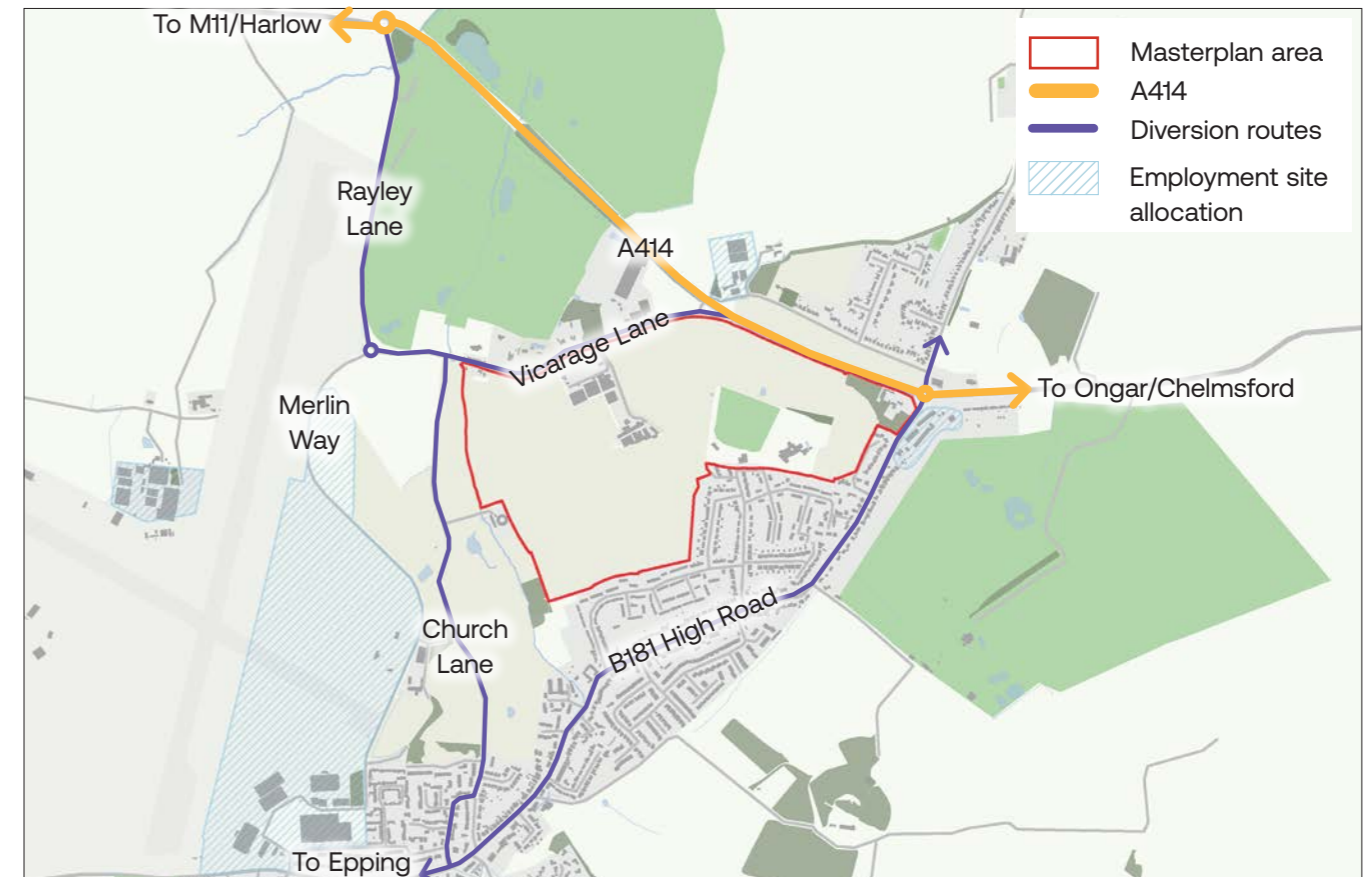 To M11/Harlow
Masterplan area
A414
Diversion routes
Employment site
allocation
Rayley
Lane
A414
Vicarage Lane
To Ongar/Chelmsford
Merlin
Way
Church
Lane
B181 High Road
To Epping